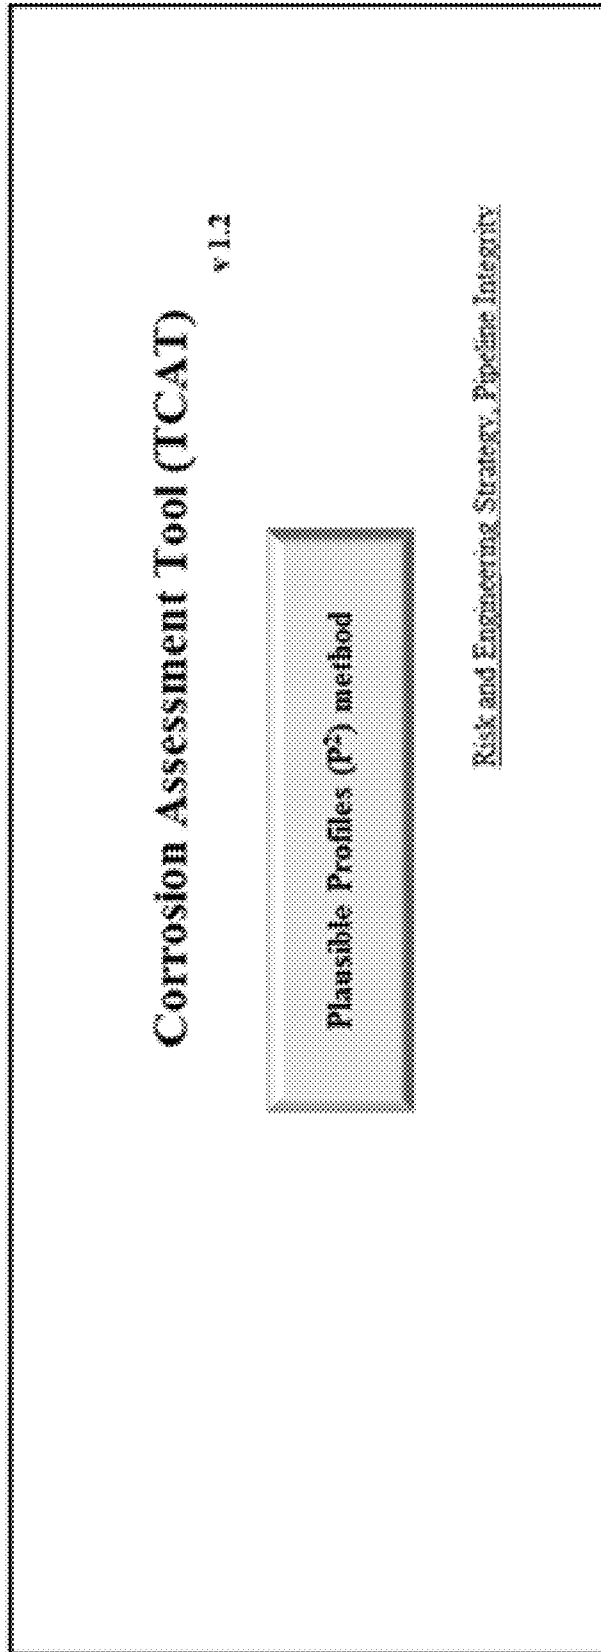 Corrosion Assessment Tool (TCAT)
v 1.2
Plausible Profiles (P²) method
Risk and Engineering Strategy, Pipeline Integrity